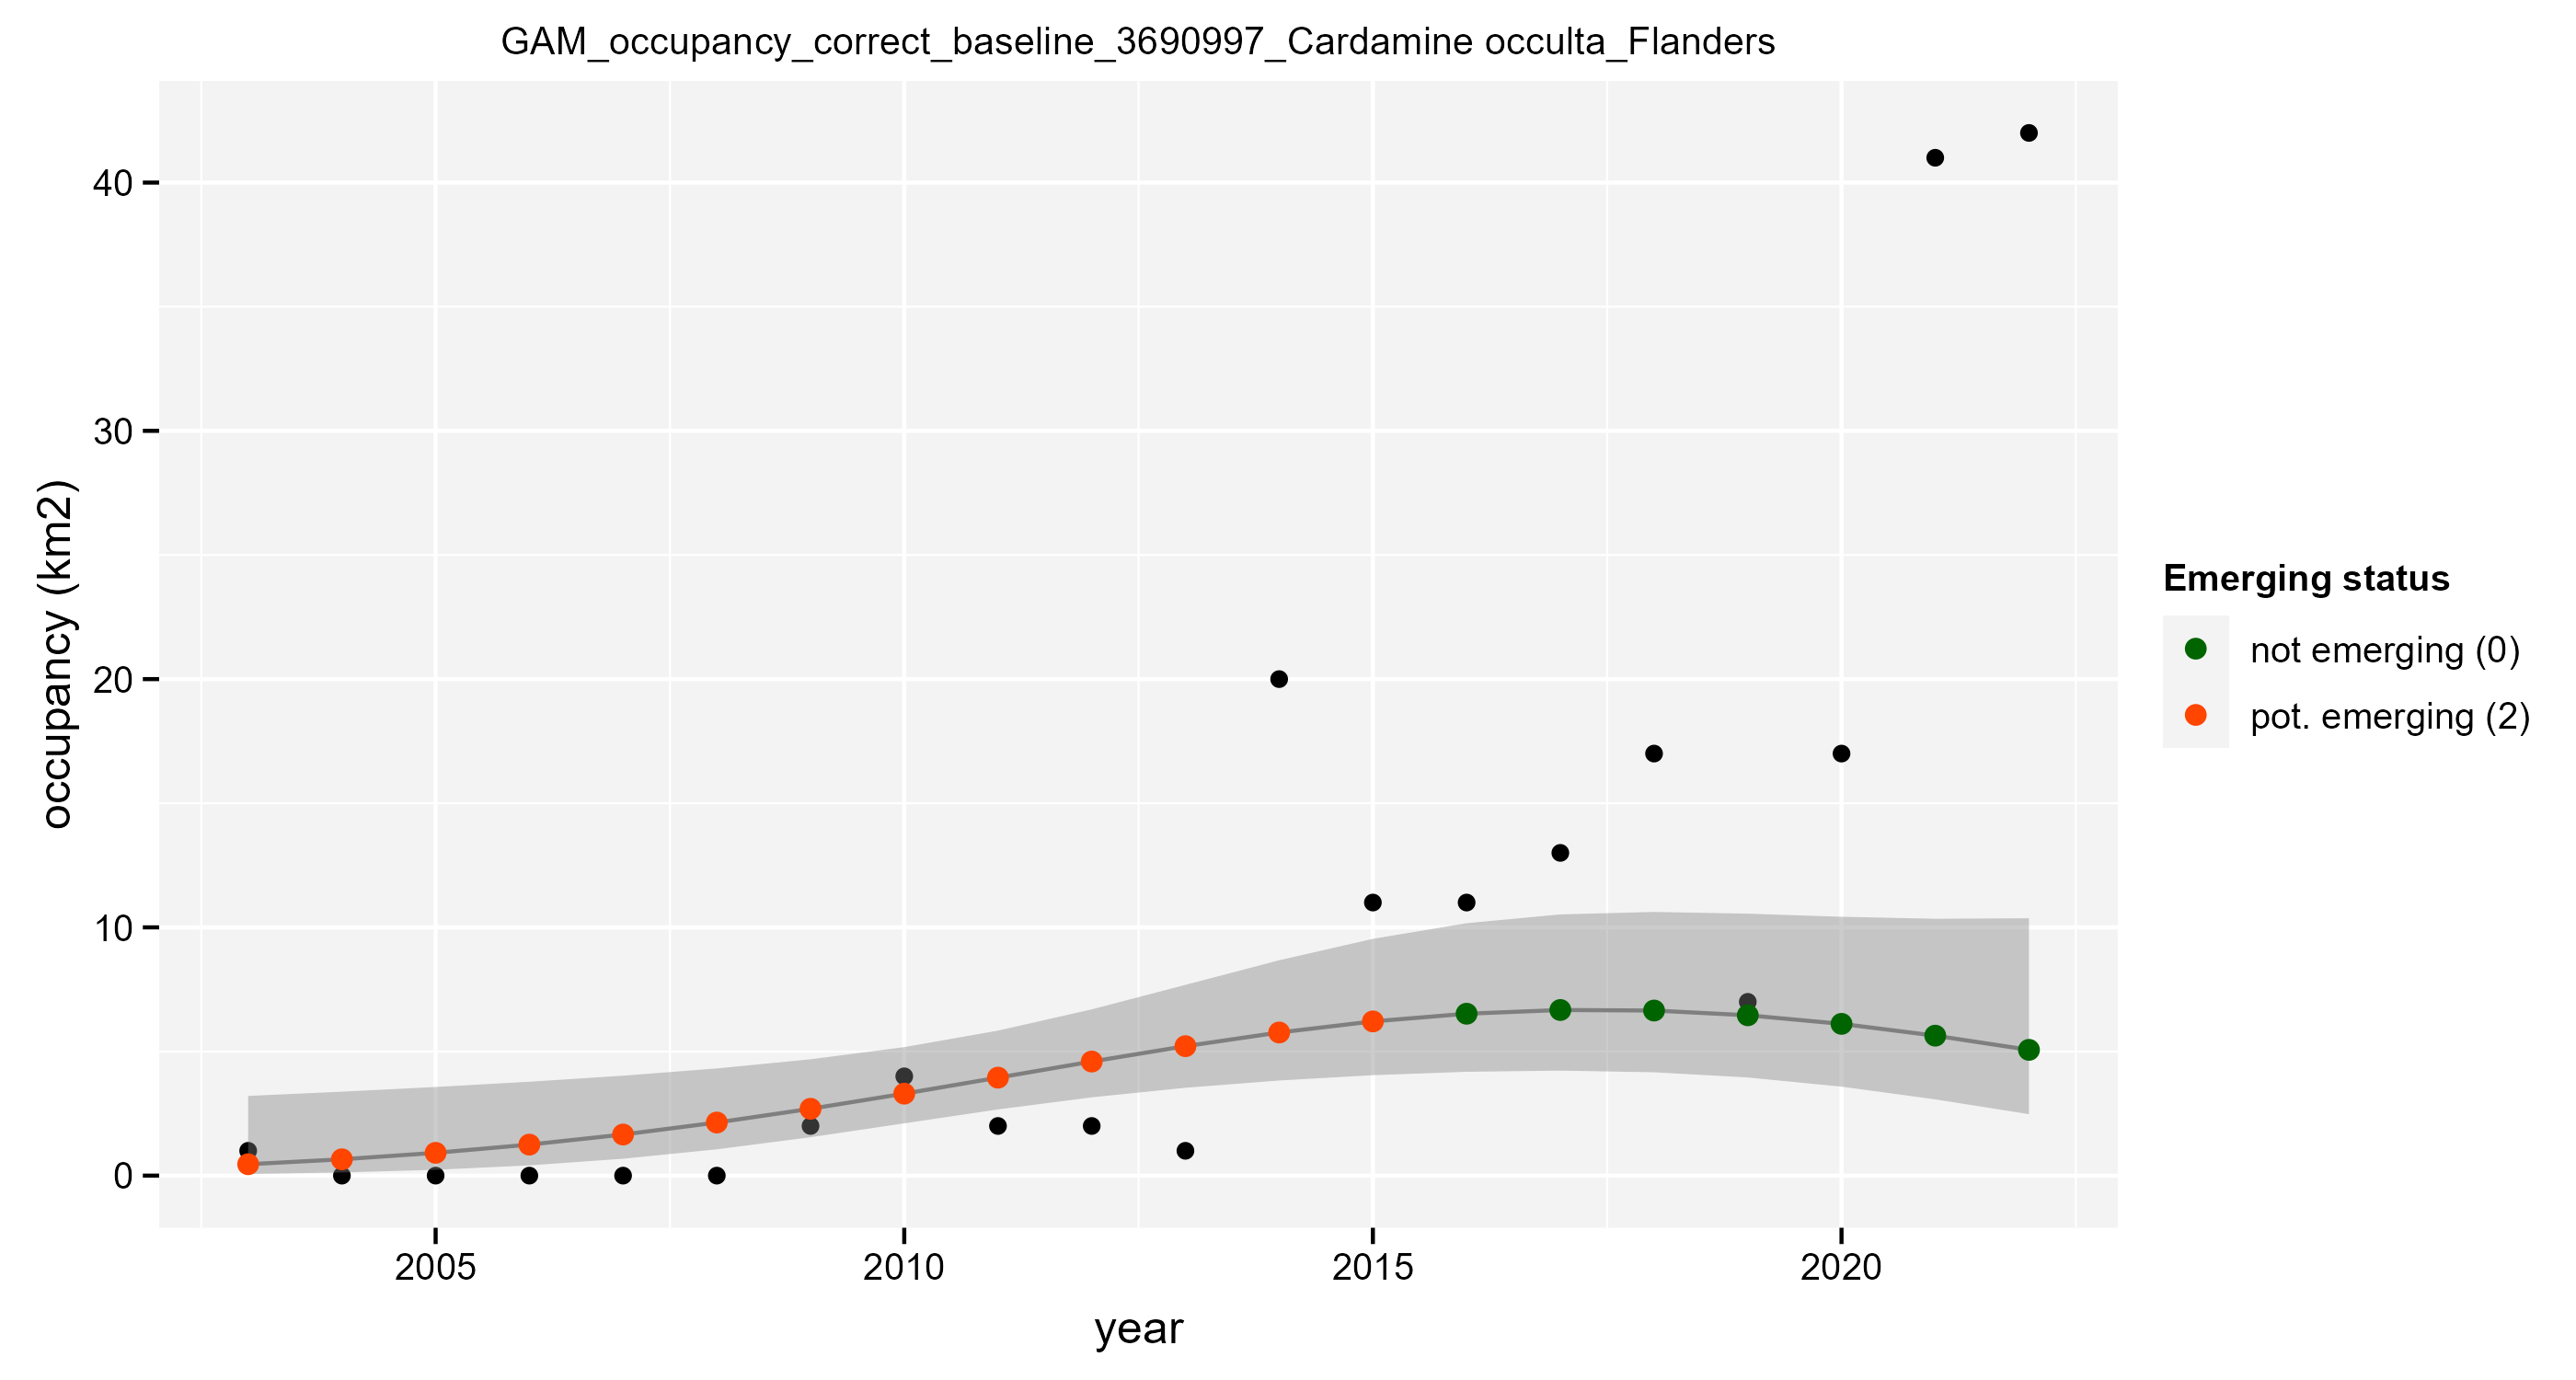 GAM_occupancy_correct_baseline_3690997_Cardamine occulta_Flanders
occupancy (km2)
40
30
20
10
0
2005
2010
2015
2020
year
Emerging status
not emerging (0)
pot. emerging (2)